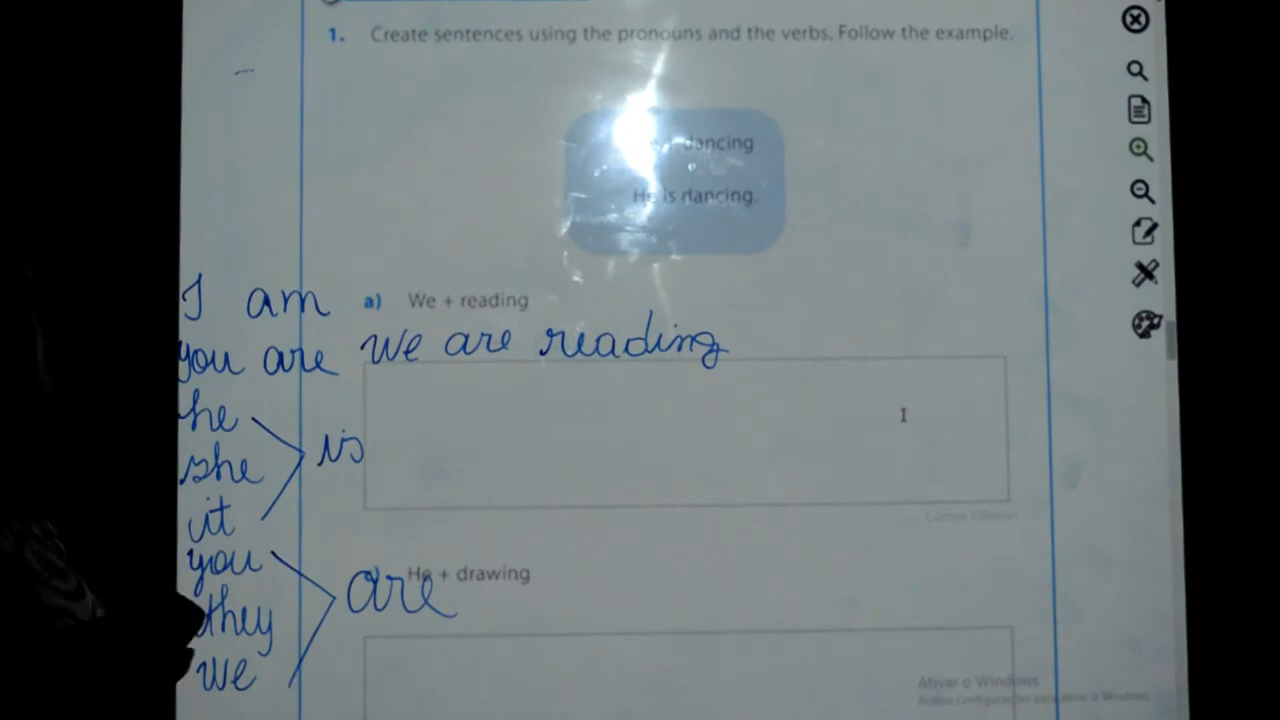 1. Create sentences using the pronouns and the verbs. Follow the example.
dancing
He is dancing.
I am
a) We + reading
you are
We are reading
he
she
it
is
He + drawing
you
they
we
are
Ativar o Windows